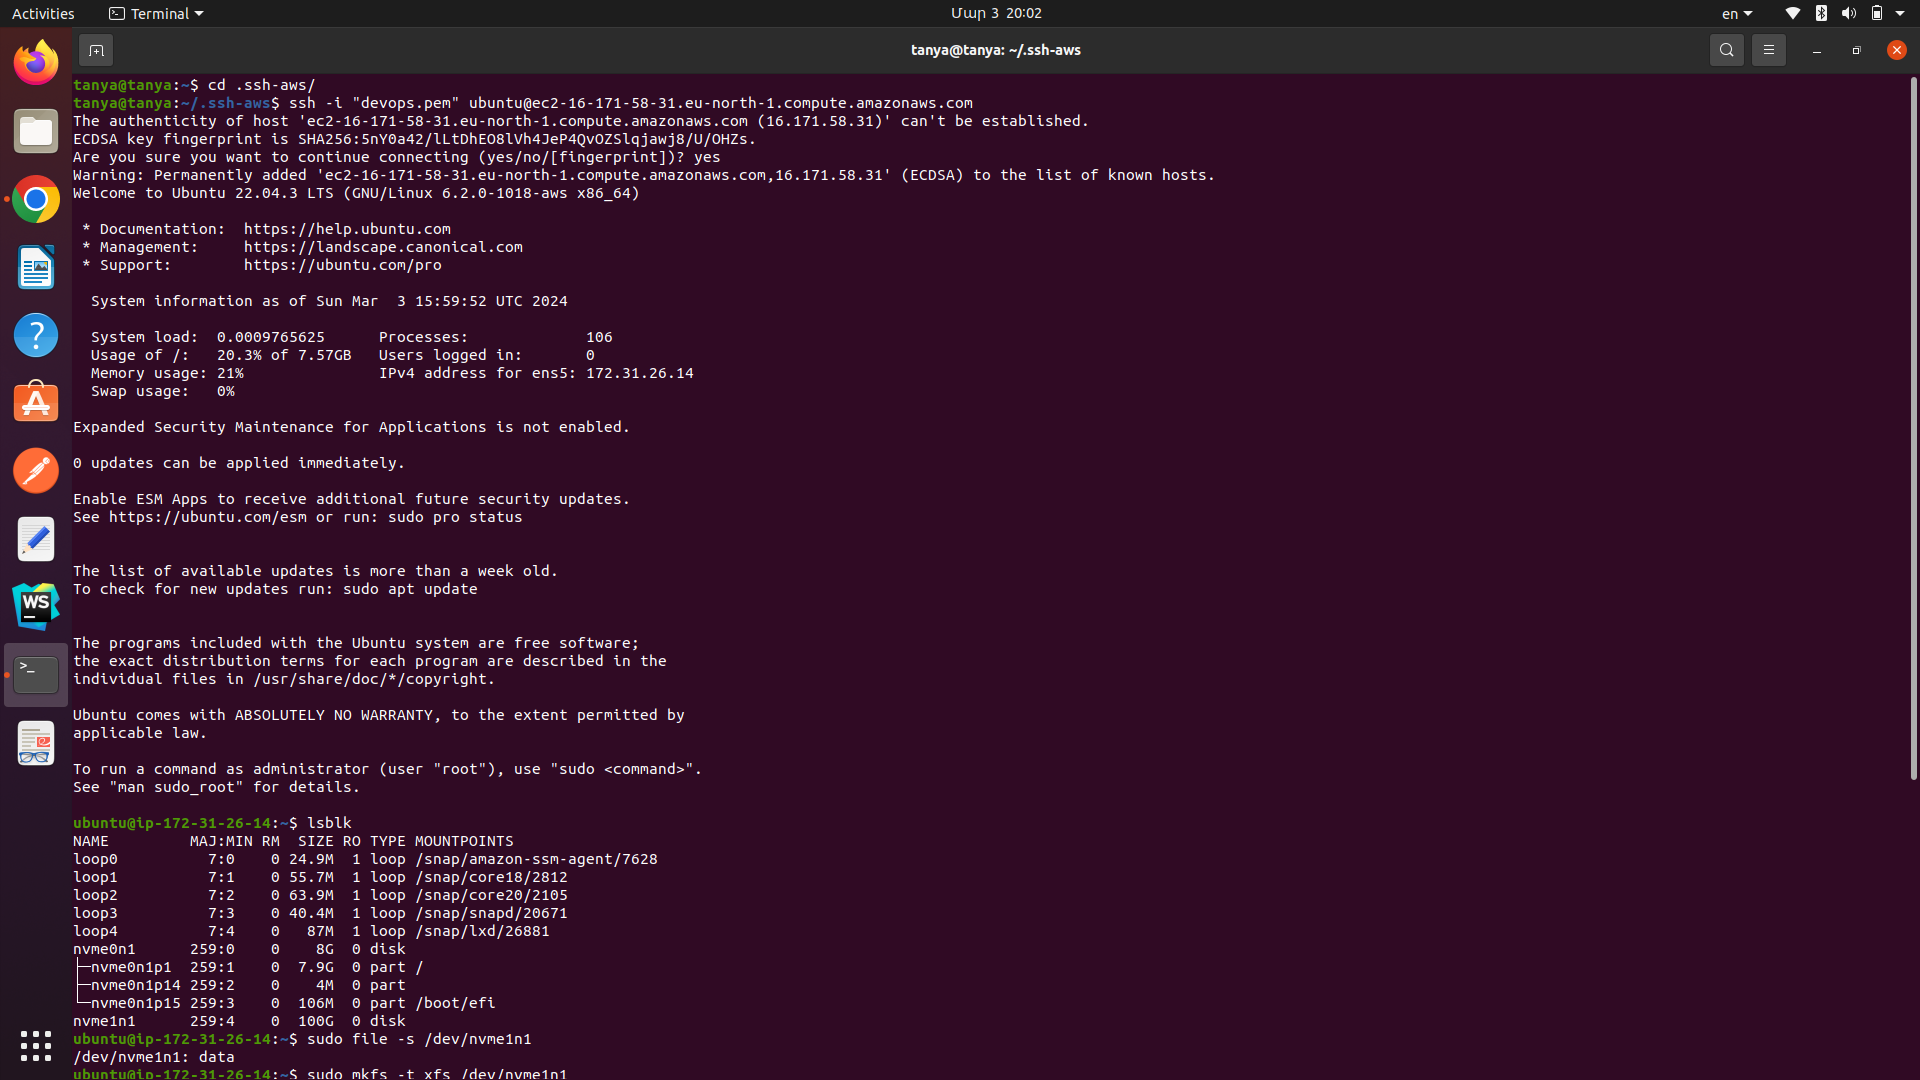 Activities
Terminal
Մար 3 20:02
en
tanya@tanya: ~/.ssh-aws
tanya@tanya:~$ cd .ssh-aws/
tanya@tanya:~/.ssh-aws$ ssh -i "devops.pem" ubuntu@ec2-16-171-58-31.eu-north-1.compute.amazonaws.com
The authenticity of host 'ec2-16-171-58-31.eu-north-1.compute.amazonaws.com (16.171.58.31)' can't be established.
ECDSA key fingerprint is SHA256:5nY0a42/lLtDhEO8lVh4JeP4QvOZSlqjawj8/U/OHZs.
Are you sure you want to continue connecting (yes/no/[fingerprint])? yes
Warning: Permanently added 'ec2-16-171-58-31.eu-north-1.compute.amazonaws.com,16.171.58.31' (ECDSA) to the list of known hosts.
Welcome to Ubuntu 22.04.3 LTS (GNU/Linux 6.2.0-1018-aws x86_64)
* Documentation:  https://help.ubuntu.com
* Management:     https://landscape.canonical.com
* Support:        https://ubuntu.com/pro
System information as of Sun Mar  3 15:59:52 UTC 2024
System load:  0.0009765625      Processes:             106
Usage of /:   20.3% of 7.57GB   Users logged in:       0
Memory usage: 21%               IPv4 address for ens5: 172.31.26.14
Swap usage:   0%
Expanded Security Maintenance for Applications is not enabled.
0 updates can be applied immediately.
Enable ESM Apps to receive additional future security updates.
See https://ubuntu.com/esm or run: sudo pro status
The list of available updates is more than a week old.
To check for new updates run: sudo apt update
The programs included with the Ubuntu system are free software;
the exact distribution terms for each program are described in the
individual files in /usr/share/doc/*/copyright.
Ubuntu comes with ABSOLUTELY NO WARRANTY, to the extent permitted by
applicable law.
To run a command as administrator (user "root"), use "sudo <command>".
See "man sudo_root" for details.
ubuntu@ip-172-31-26-14:~$ lsblk
NAME         MAJ:MIN RM  SIZE RO TYPE MOUNTPOINTS
loop0          7:0    0 24.9M  1 loop /snap/amazon-ssm-agent/7628
loop1          7:1    0 55.7M  1 loop /snap/core18/2812
loop2          7:2    0 63.9M  1 loop /snap/core20/2105
loop3          7:3    0 40.4M  1 loop /snap/snapd/20671
loop4          7:4    0   87M  1 loop /snap/lxd/26881
nvme0n1      259:0    0    8G  0 disk
├─nvme0n1p1  259:1    0  7.9G  0 part /
├─nvme0n1p14 259:2    0    4M  0 part
└─nvme0n1p15 259:3    0  106M  0 part /boot/efi
nvme1n1      259:4    0  100G  0 disk
ubuntu@ip-172-31-26-14:~$ sudo file -s /dev/nvme1n1
/dev/nvme1n1: data
ubuntu@ip-172-31-26-14:~$ sudo mkfs -t xfs /dev/nvme1n1
WS